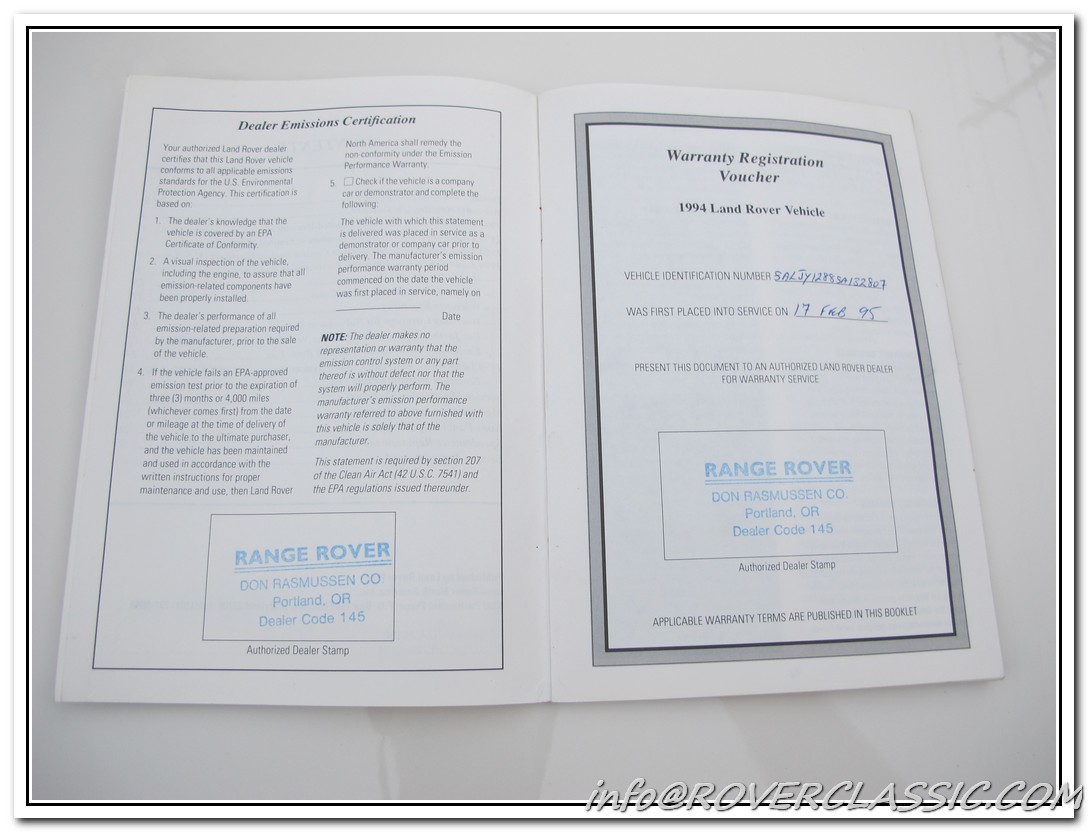 Dealer Emissions Certification
Your authorized Land Rover dealer
certifies that this Land Rover vehicle
conforms to all applicable emissions
standards for the U.S. Environmental
Protection Agency. This certification is
based on:
1. The dealer's knowledge that the
vehicle is covered by an EPA
Certificate of Conformity.
2. A visual inspection of the vehicle,
including the engine, to assure that all
emission-related components have
been properly installed.
3. The dealer's performance of all
emission-related preparation required
by the manufacturer, prior to the sale
of the vehicle.
4. If the vehicle fails an EPA-approved
emission test prior to the expiration of
three (3) months or 4,000 miles
(whichever comes first) from the date
or mileage at the time of delivery of
the vehicle to the ultimate purchaser,
and the vehicle has been maintained
and used in accordance with the
written instructions for proper
maintenance and use, then Land Rover
North America shall remedy the
non-conformity under the Emission
Performance Warranty.
5. Check if the vehicle is a company
car or demonstrator and complete the
following:
The vehicle with which this statement
is delivered was placed in service as a
demonstrator or company car prior to
delivery. The manufacturer's emission
performance warranty period
commenced on the date the vehicle
was first placed in service, namely on
Date
NOTE: The dealer makes no
representation or warranty that the
emission control system or any part
thereof is without defect nor that the
system will properly perform. The
manufacturer's emission performance
warranty referred to above furnished with
this vehicle is solely that of the
manufacturer.
This statement is required by section 207
of the Clean Air Act (42 U.S.C. 7541) and
the EPA regulations issued thereunder.
RANGE ROVER
DON RASMUSSEN CO.
Portland, OR
Dealer Code 145
Authorized Dealer Stamp
Warranty Registration
Voucher
1994 Land Rover Vehicle
VEHICLE IDENTIFICATION NUMBER SALJY1288SA132807
WAS FIRST PLACED INTO SERVICE ON 17 FEB 95
PRESENT THIS DOCUMENT TO AN AUTHORIZED LAND ROVER DEALER
FOR WARRANTY SERVICE
RANGE ROVER
DON RASMUSSEN CO.
Portland, OR
Dealer Code 145
Authorized Dealer Stamp
APPLICABLE WARRANTY TERMS ARE PUBLISHED IN THIS BOOKLET
info@ROVERCLASSIC.COM